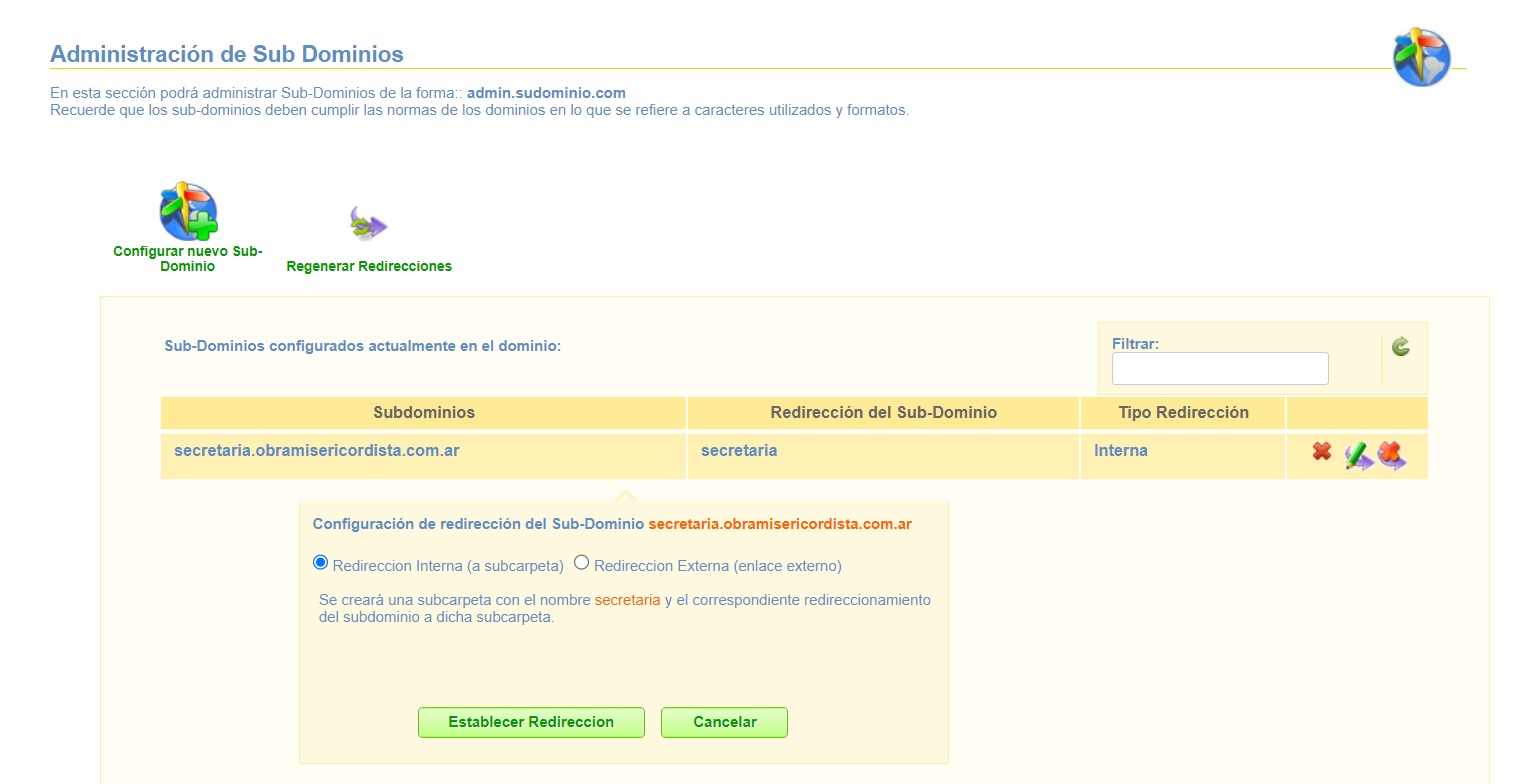 Administración de Sub Dominios
En esta sección podrá administrar Sub-Dominios de la forma:: admin.sudominio.com
Recuerde que los sub-dominios deben cumplir las normas de los dominios en lo que se refiere a caracteres utilizados y formatos.
Configurar nuevo Sub-
Dominio
Regenerar Redirecciones
Sub-Dominios configurados actualmente en el dominio:
Filtrar:
Subdominios Redirección del Sub-Dominio Tipo Redirección
secretaria.obramisericordista.com.ar secretaria Interna
Configuración de redirección del Sub-Dominio secretaria.obramisericordista.com.ar
Redireccion Interna (a subcarpeta) Redireccion Externa (enlace externo)
Se creará una subcarpeta con el nombre secretaria y el correspondiente redireccionamiento
del subdominio a dicha subcarpeta.
Establecer Redireccion Cancelar